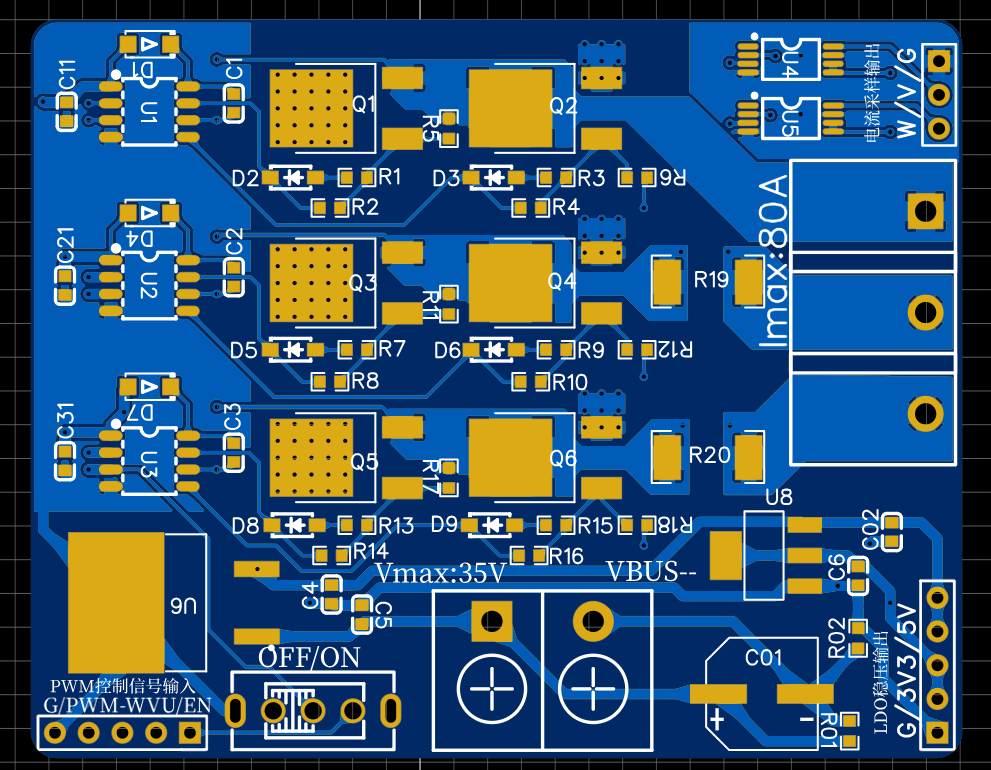 C11
D1
U1
C1
Q1
R5
Q2
U4
U5
电流采样输出
W/V/G
D2
R1
R2
D3
R3
R4
R6
Imax:80A
C21
D4
U2
C2
Q3
R11
Q4
R19
D5
R7
R8
D6
R9
R10
R12
C31
D7
U3
C3
Q5
R17
Q6
R20
D8
R13
R14
D9
R15
R16
R18
U8
C02
Vmax:35V
VBUS--
U6
C4
C5
C6
R02
C01
+
−
R01
LDO稳压输出
G/3V3/5V
OFF/ON
PWM控制信号输入
G/PWM-WVU/EN